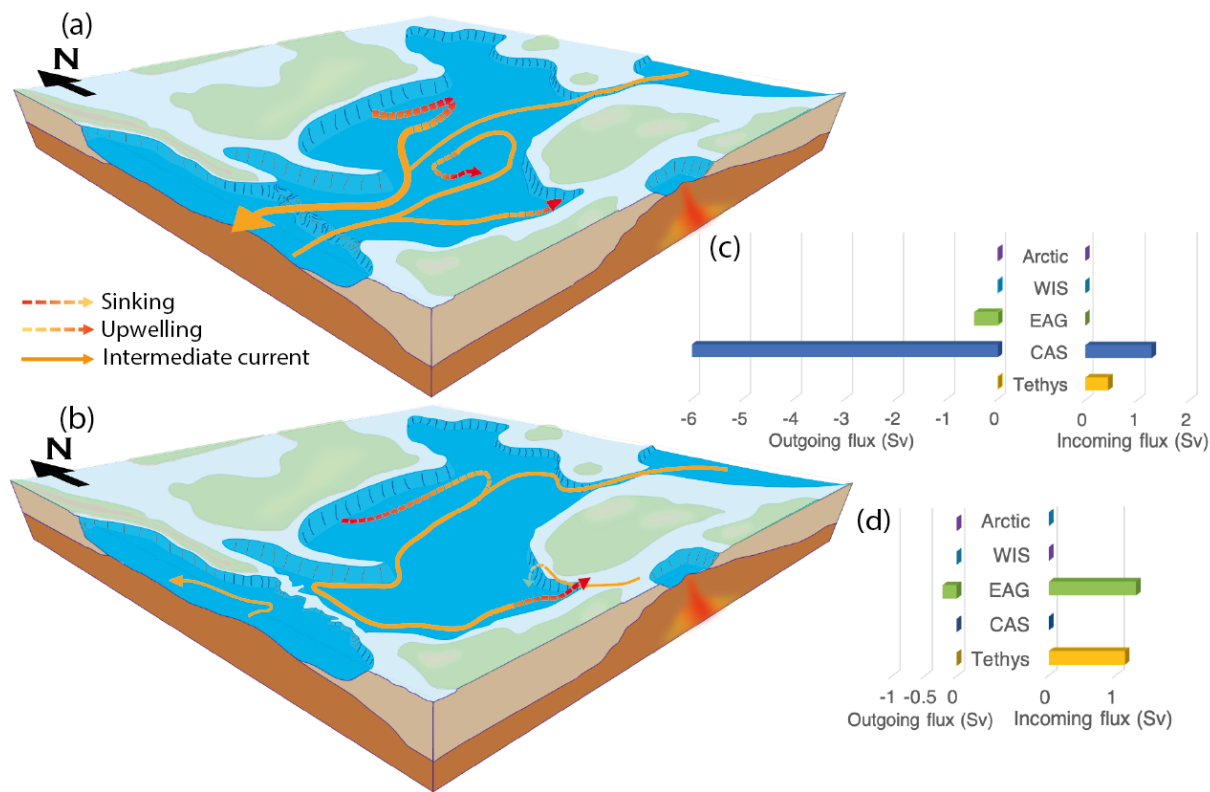 (a)
N
Sinking
Upwelling
Intermediate current
(c)
Arctic
WIS
EAG
CAS
Tethys
-6 -5 -4 -3 -2 -1 0 0 1 2
Outgoing flux (Sv) Incoming flux (Sv)
(b)
N
(d)
Arctic
WIS
EAG
CAS
Tethys
-1 -0.5 0 0 1
Outgoing flux (Sv) Incoming flux (Sv)